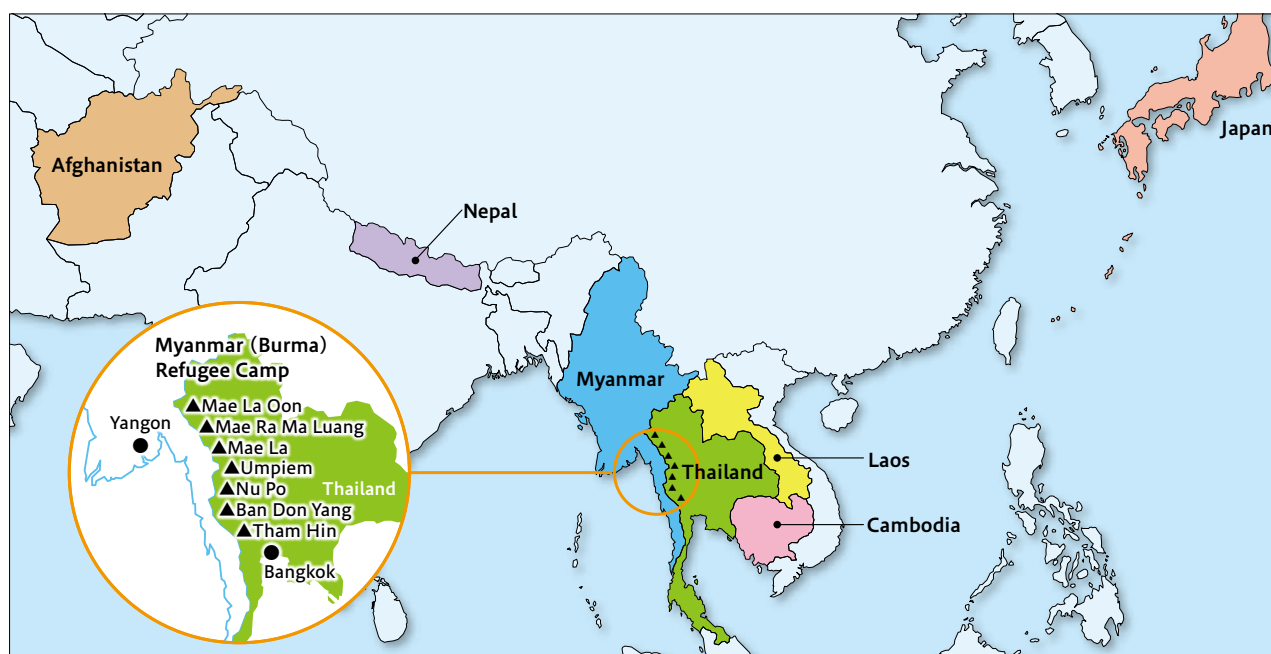 Afghanistan
Nepal
Japan
Myanmar
Thailand
Laos
Cambodia
Myanmar (Burma)
Refugee Camp
Mae La Oon
Mae Ra Ma Luang
Mae La
Umpiem
Nu Po
Ban Don Yang
Tham Hin
Yangon
Thailand
Bangkok